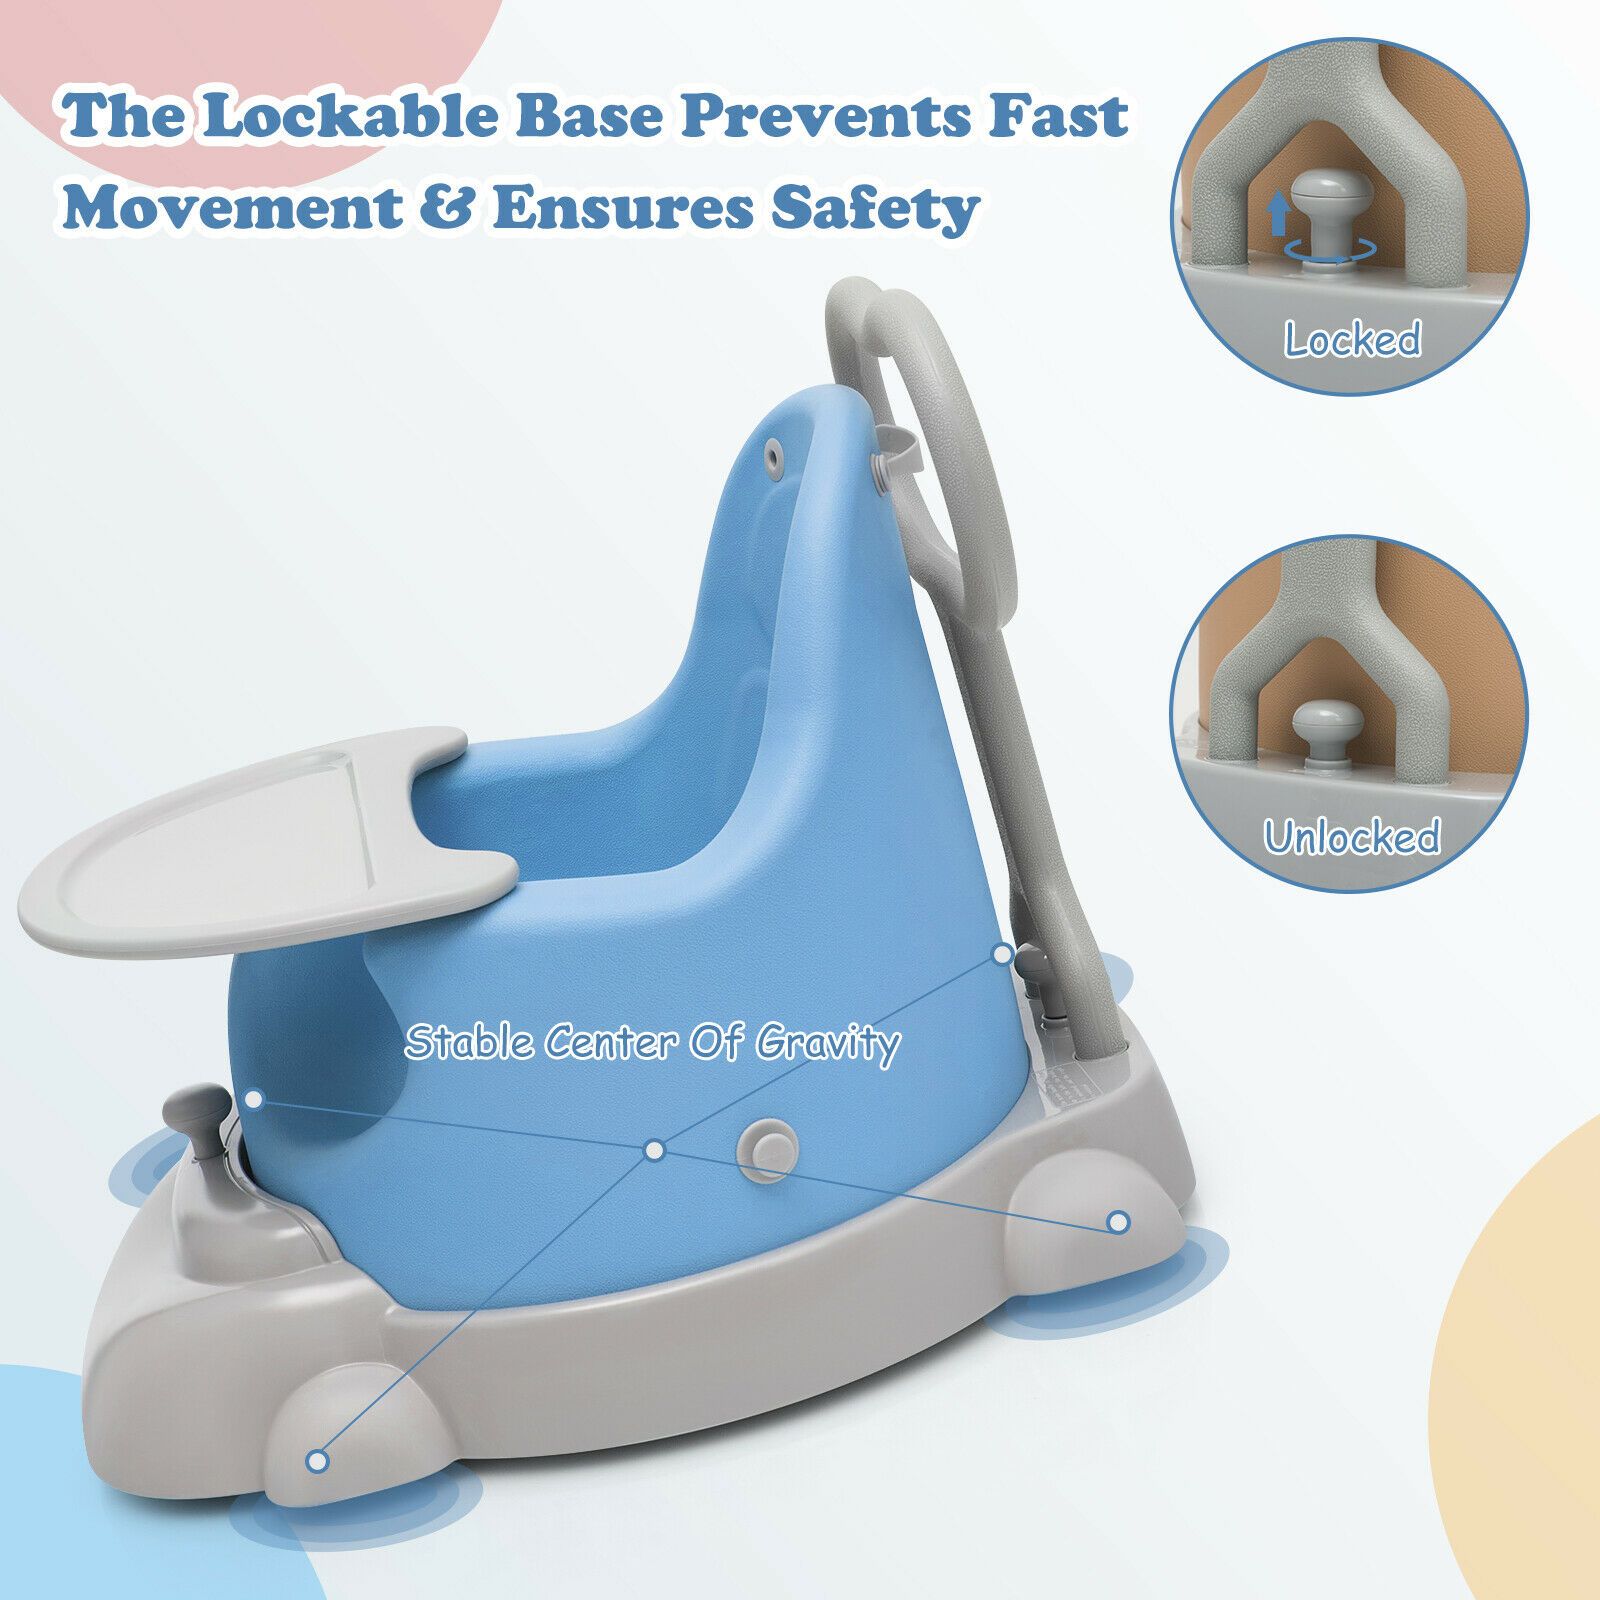 The Lockable Base Prevents Fast
Movement & Ensures Safety
Locked
Unlocked
Stable Center Of Gravity